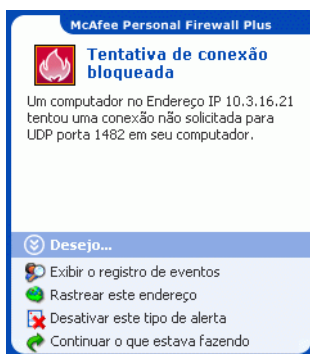 McAfee Personal Firewall Plus
Tentativa de conexão
bloqueada
Um computador no Endereço IP 10.3.16.21
tentou uma conexão não solicitada para
UDP porta 1482 em seu computador.
Desejo...
Exibir o registro de eventos
Rastrear este endereço
Desativar este tipo de alerta
Continuar o que estava fazendo